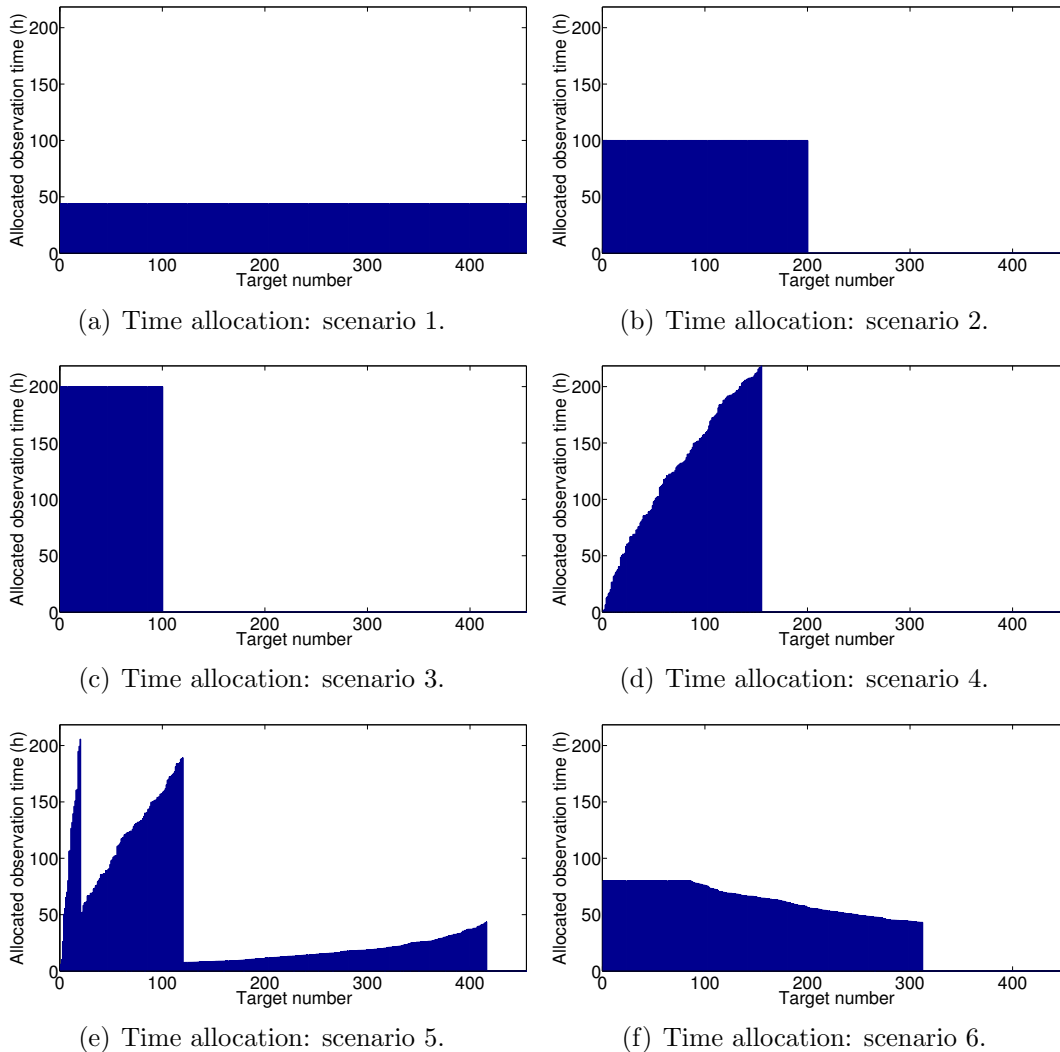 Allocated observation time (h)
200
150
100
50
0
0 100 200 300 400
Target number
(a) Time allocation: scenario 1.
Allocated observation time (h)
200
150
100
50
0
0 100 200 300 400
Target number
(b) Time allocation: scenario 2.
Allocated observation time (h)
200
150
100
50
0
0 100 200 300 400
Target number
(c) Time allocation: scenario 3.
Allocated observation time (h)
200
150
100
50
0
0 100 200 300 400
Target number
(d) Time allocation: scenario 4.
Allocated observation time (h)
200
150
100
50
0
0 100 200 300 400
Target number
(e) Time allocation: scenario 5.
Allocated observation time (h)
200
150
100
50
0
0 100 200 300 400
Target number
(f) Time allocation: scenario 6.